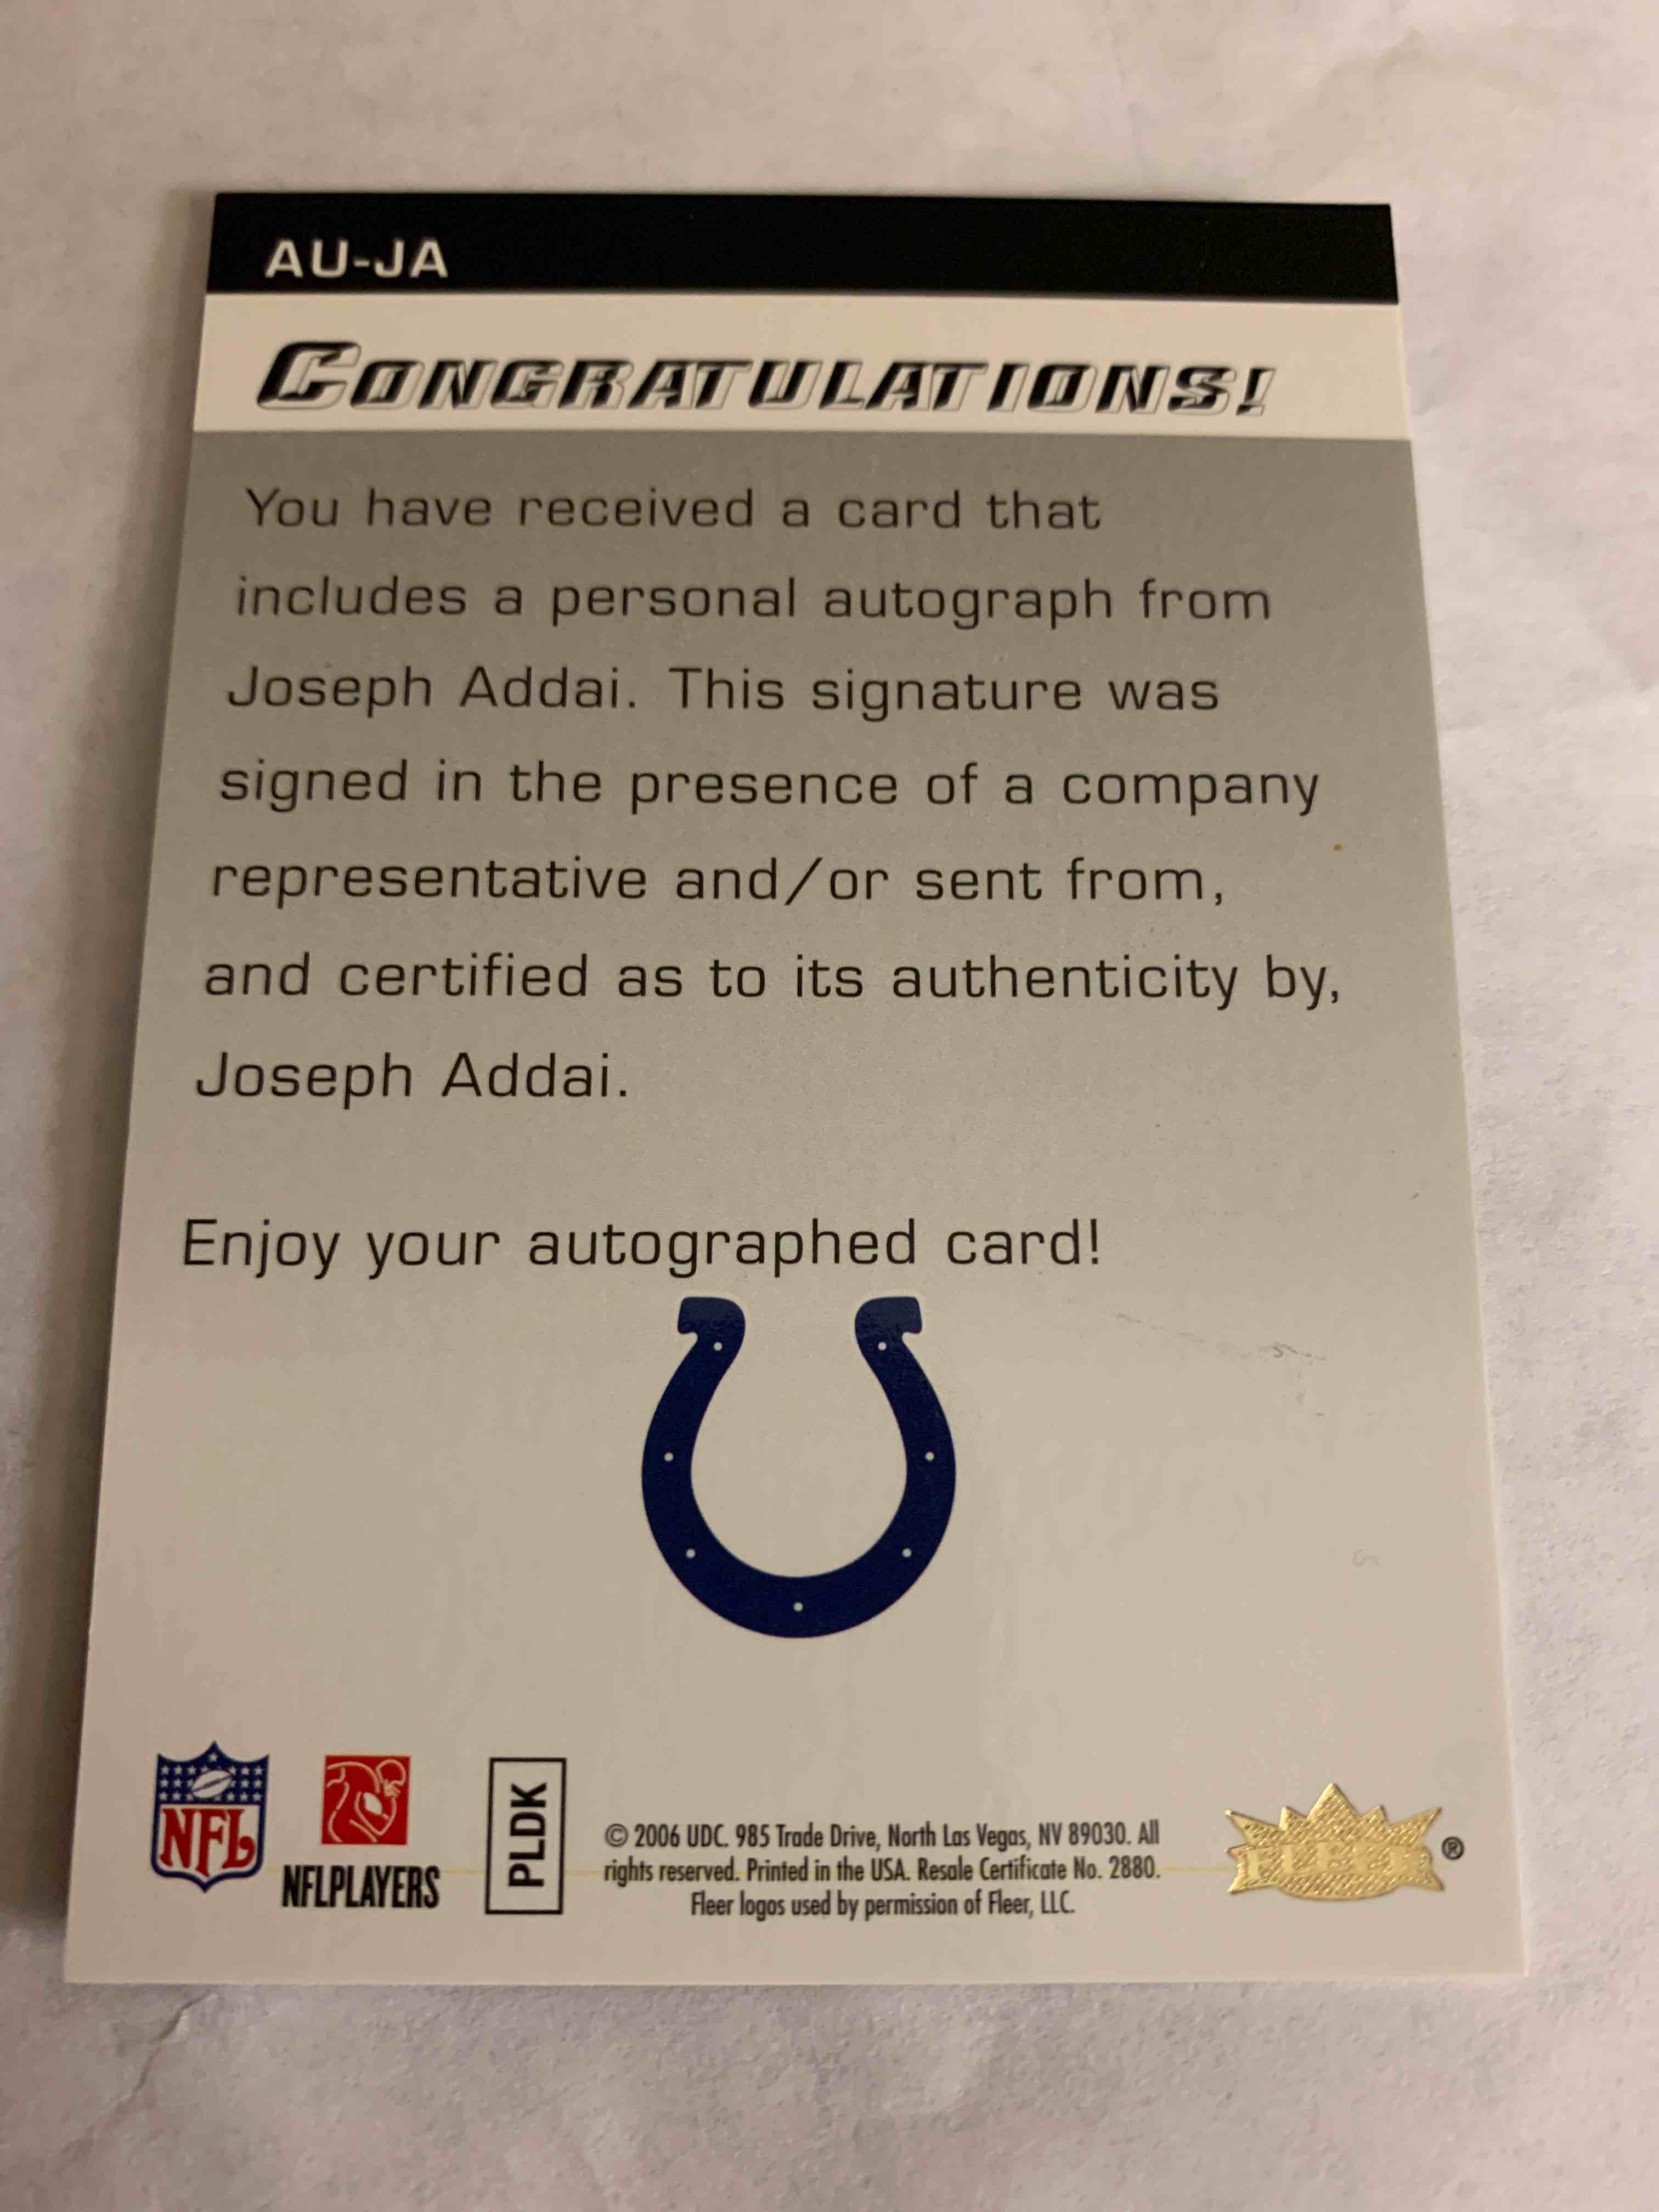 AU-JA
CONGRATULATIONS!
You have received a card that
includes a personal autograph from
Joseph Addai. This signature was
signed in the presence of a company
representative and/or sent from,
and certified as to its authenticity by,
Joseph Addai.
Enjoy your autographed card!
NFL
NFLPLAYERS
PLDK
© 2006 UDC. 985 Trade Drive, North Las Vegas, NV 89030. All
rights reserved. Printed in the USA. Resale Certificate No. 2880.
Fleer logos used by permission of Fleer, LLC.
FLEER ®